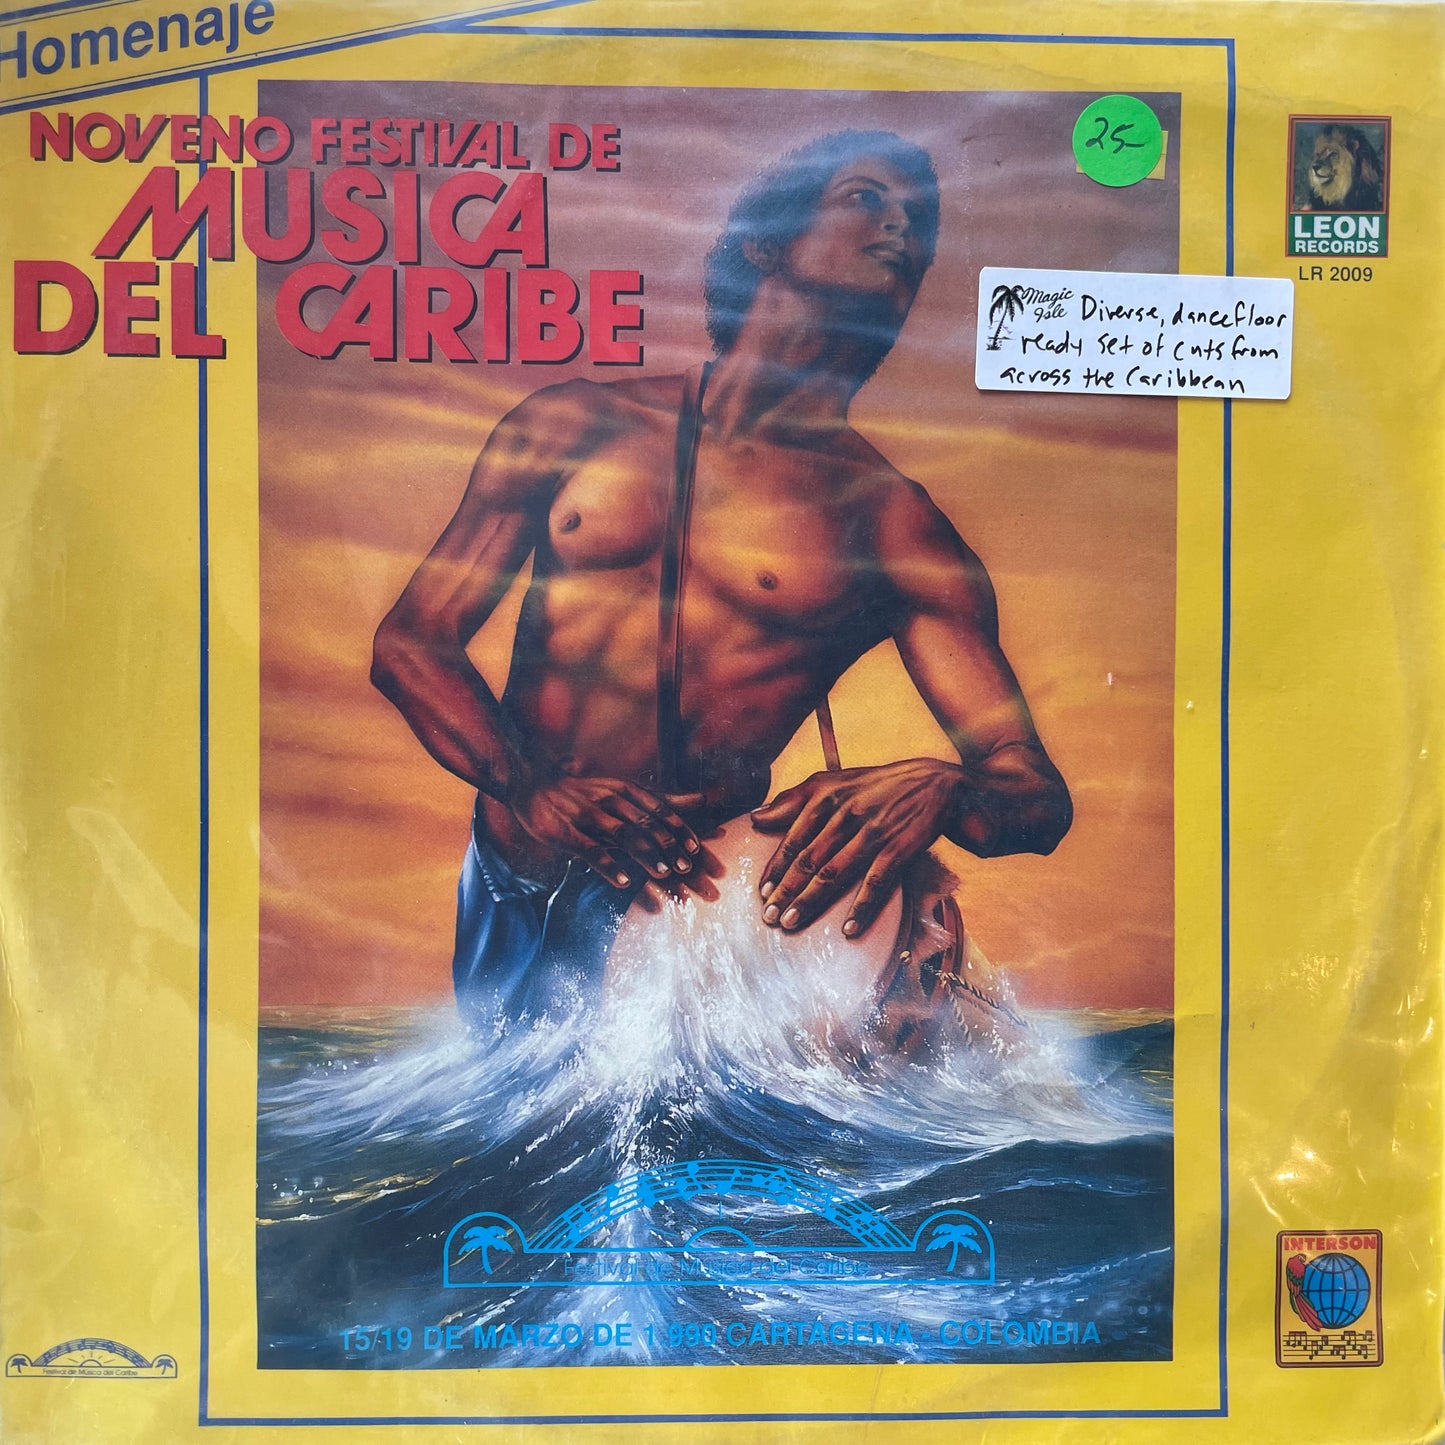 Homenaje
NOVENO FESTIVAL DE
MUSICA
DEL CARIBE
25-
LEON
RECORDS
LR 2009
Magic
Isle
Diverse, dancefloor
ready set of cuts from
across the Caribbean
Festival de Musica del Caribe
15/19 DE MARZO DE 1.990 CARTAGENA - COLOMBIA
Festival de Música del Caribe
INTERSON